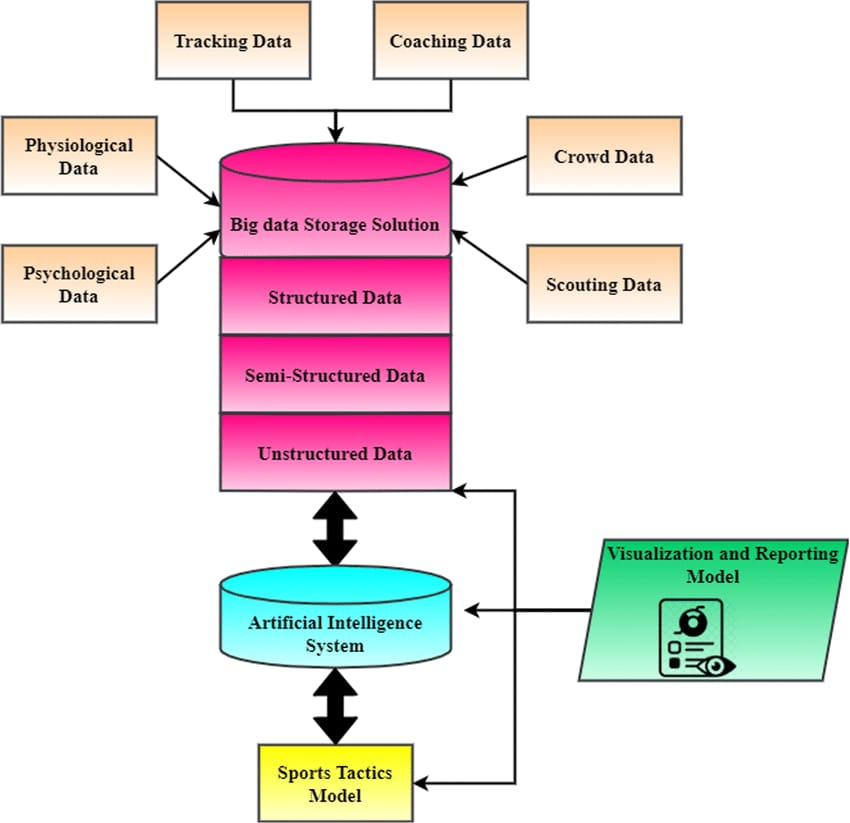 Tracking Data
Coaching Data
Physiological
Data
Crowd Data
Big data Storage Solution
Psychological
Data
Scouting Data
Structured Data
Semi-Structured Data
Unstructured Data
Visualization and Reporting
Model
Artificial Intelligence
System
Sports Tactics
Model